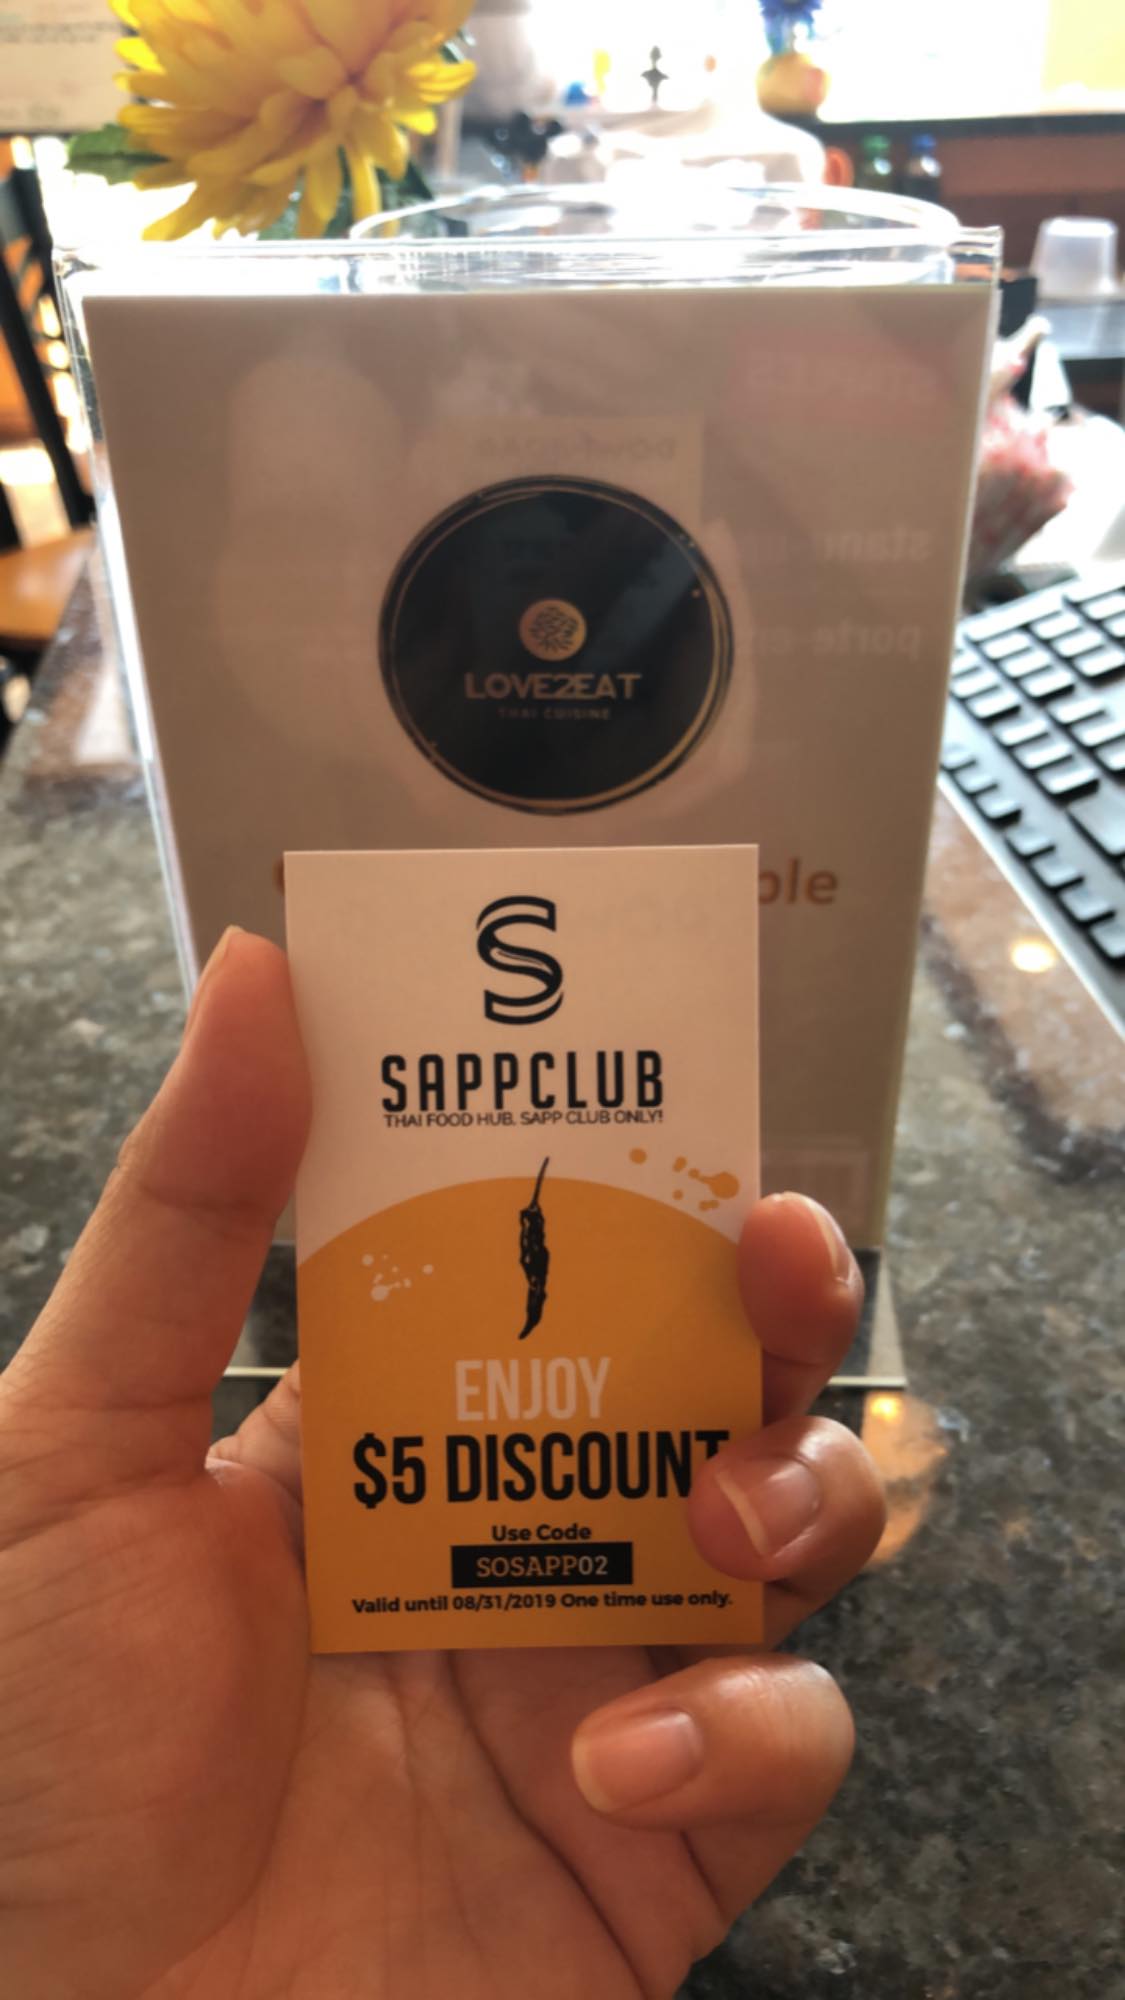 LOVE2EAT
THAI CUISINE
ble
S
SAPPCLUB
THAI FOOD HUB. SAPP CLUB ONLY!
ENJOY
$5 DISCOUNT
Use Code
SOSAPP02
Valid until 08/31/2019 One time use only.